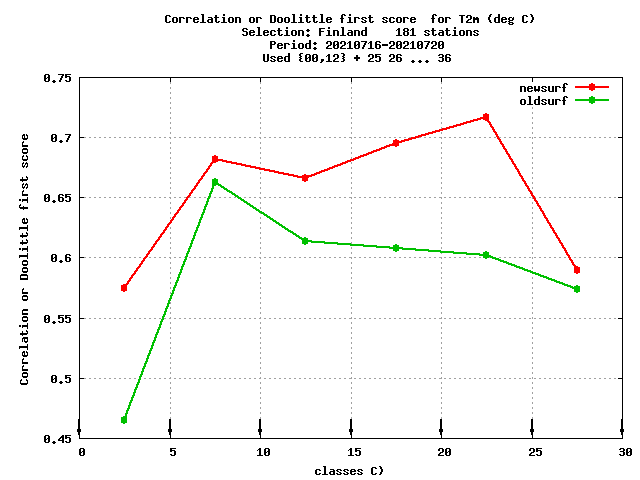 Correlation or Doolittle first score  for T2m (deg C)
Selection: Finland    181 stations
Period: 20210716-20210720
Used {00,12} + 25 26 ... 36
newsurf
oldsurf
Correlation or Doolittle first score
0.75
0.7
0.65
0.6
0.55
0.5
0.45
0 5 10 15 20 25 30
classes C)